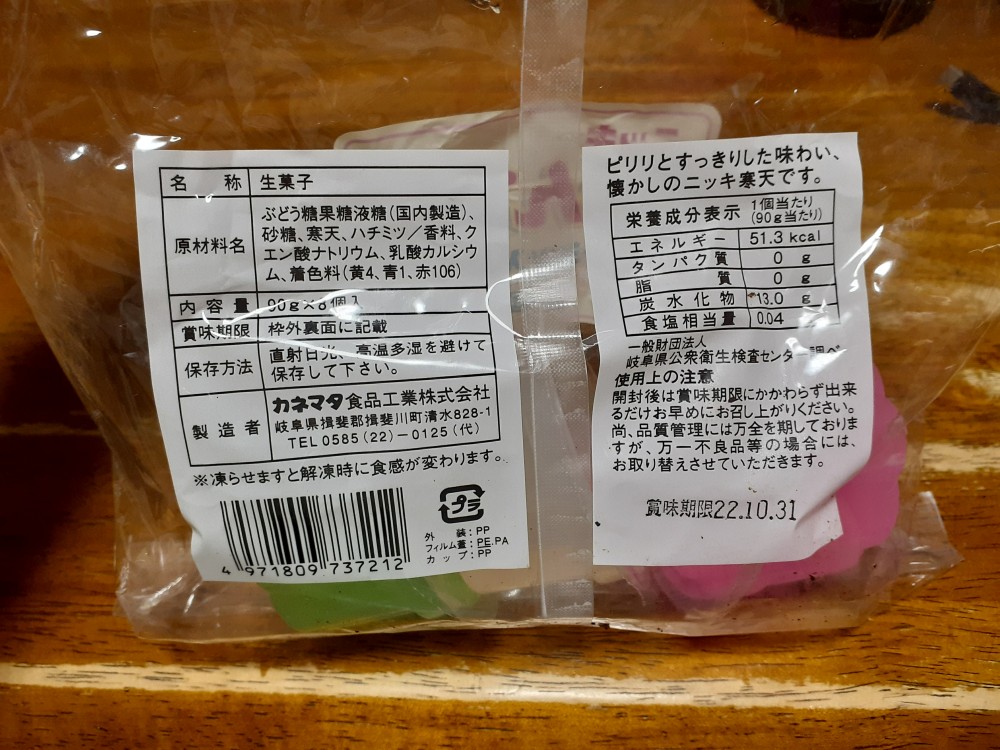 名称 生菓子
原材料名 ぶどう糖果糖液糖(国内製造)、
砂糖、寒天、ハチミツ/香料、ク
エン酸ナトリウム、乳酸カルシウ
ム、着色料(黄4、青1、赤106)
内容量 90g×8個入
賞味期限 枠外裏面に記載
保存方法 直射日光、高温多湿を避けて
保存して下さい。
製造者 カネマタ食品工業株式会社
岐阜県揖斐郡揖斐川町清水828-1
TEL 0585(22)-0125(代)
※凍らせますと解凍時に食感が変わります。
プラ
外装:PP
フィルム蓋:PE.PA
カップ:PP
4 971809 737212
ピリリとすっきりした味わい、
懐かしのニッキ寒天です。
栄養成分表示 1個当たり
(90g当たり)
エネルギー 51.3 kcal
タンパク質 0 g
脂質 0 g
炭水化物 13.0 g
食塩相当量 0.04
一般財団法人
岐阜県公衆衛生検査センター調べ
使用上の注意
開封後は賞味期限にかかわらず出来
るだけお早めにお召し上がりください。
尚、品質管理には万全を期しておりま
すが、万一不良品等の場合には、
お取り替えさせていただきます。
賞味期限22.10.31